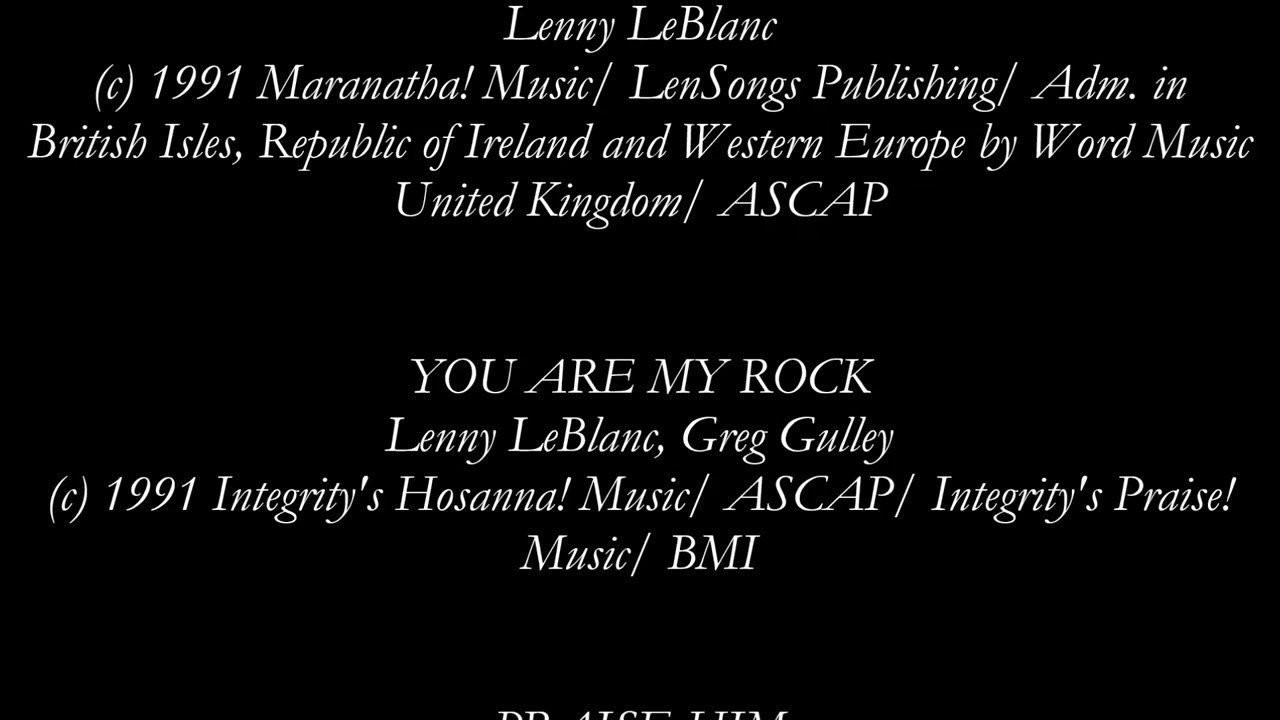 Lenny LeBlanc
(c) 1991 Maranatha! Music/ LenSongs Publishing/ Adm. in
British Isles, Republic of Ireland and Western Europe by Word Music
United Kingdom/ ASCAP
YOU ARE MY ROCK
Lenny LeBlanc, Greg Gulley
(c) 1991 Integrity's Hosanna! Music/ ASCAP/ Integrity's Praise!
Music/ BMI
PRAISE HIM